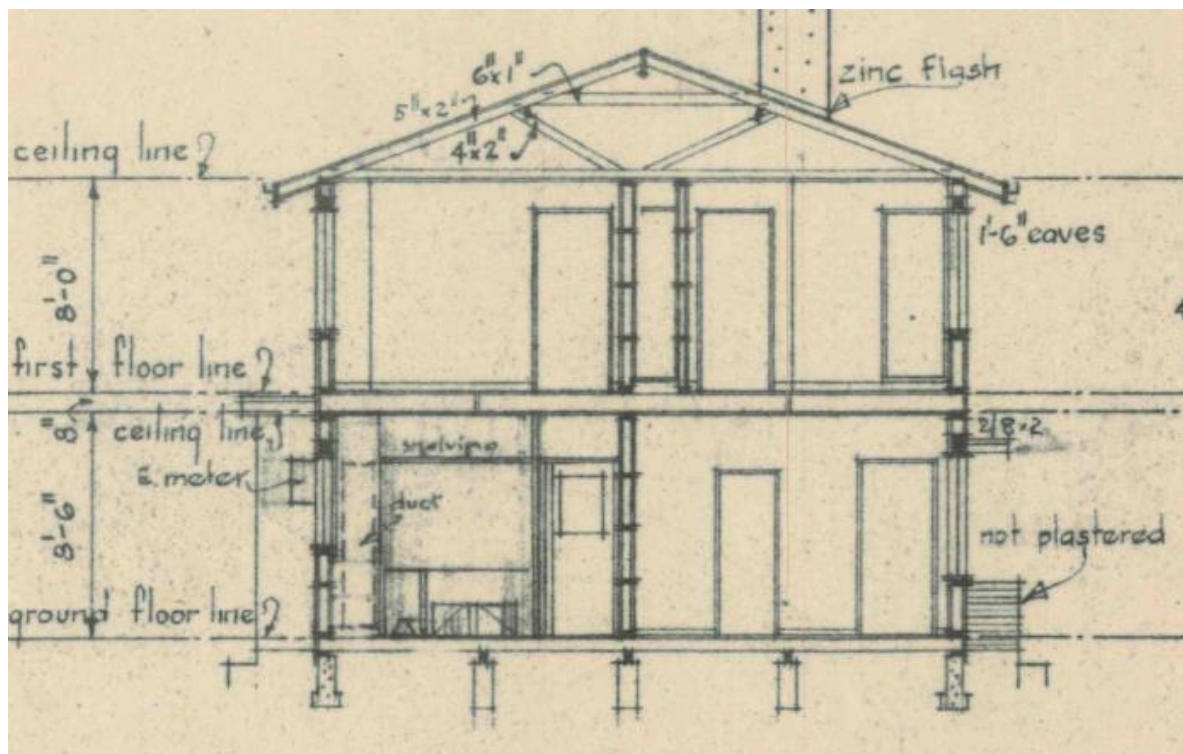 zinc flash
6"x1"
5"x2"
4"x2"
ceiling line
1'-6" eaves
8'-0"
first floor line
8"
ceiling line
2/8x2
shelving
E. meter
duct
8'-6"
not plastered
ground floor line